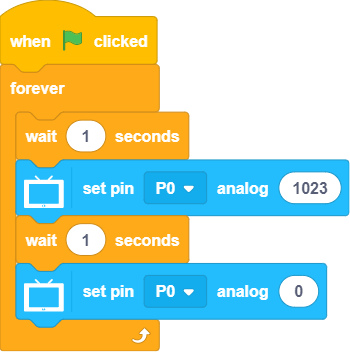 when clicked
forever
wait 1 seconds
set pin P0 analog 1023
wait 1 seconds
set pin P0 analog 0